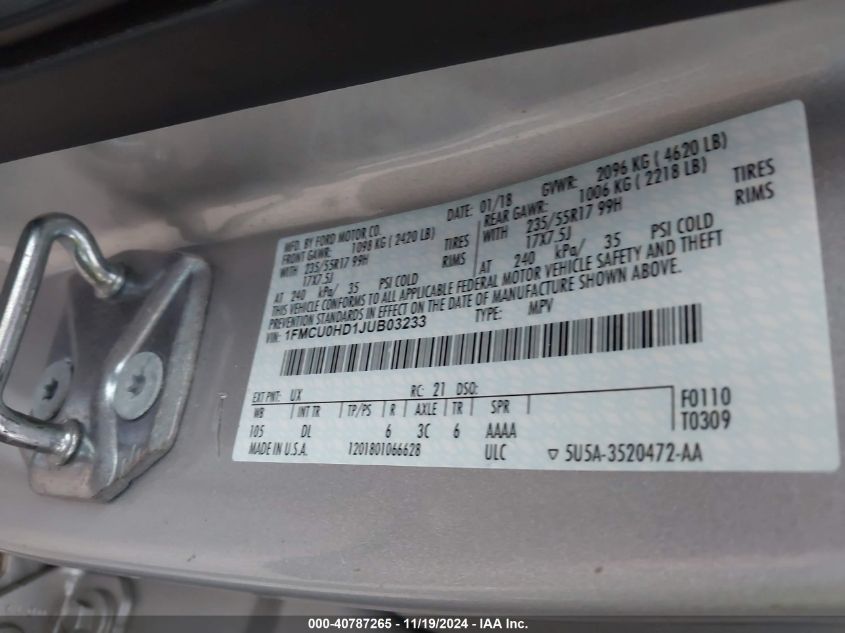 MFD. BY FORD MOTOR CO.
DATE: 01/18 GVWR: 2096 KG ( 4620 LB)
FRONT GAWR: 1098 KG ( 2420 LB) REAR GAWR: 1006 KG ( 2218 LB)
WITH 235/55R17 99H TIRES WITH 235/55R17 99H TIRES
17X7.5J RIMS 17X7.5J RIMS
AT 240 kPa/ 35 PSI COLD AT 240 kPa/ 35 PSI COLD
THIS VEHICLE CONFORMS TO ALL APPLICABLE FEDERAL MOTOR VEHICLE SAFETY AND THEFT
PREVENTION STANDARDS IN EFFECT ON THE DATE OF MANUFACTURE SHOWN ABOVE.
VIN: 1FMCU0HD1JUB03233 TYPE: MPV
EXT PNT: UX RC: 21 DSO: F0110
WB INT TR TP/PS R AXLE TR SPR T0309
105 DL 6 3C 6 AAAA
MADE IN U.S.A. 1201801066628 ULC 5U5A-3520472-AA
000-40787265 - 11/19/2024 - IAA Inc.